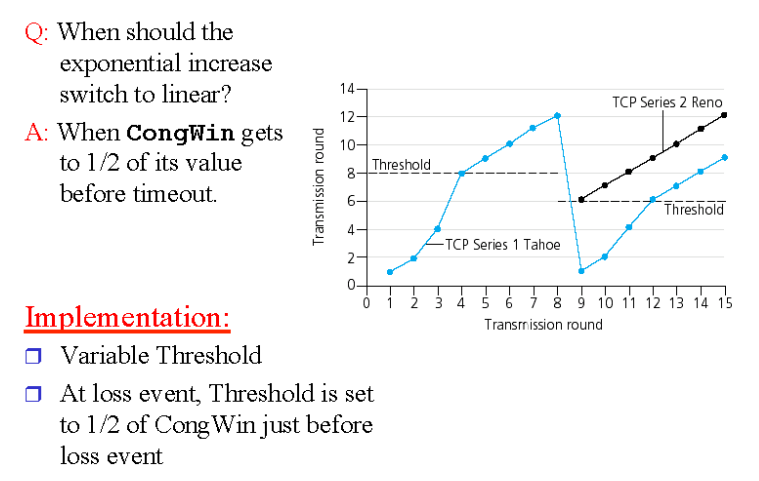 Q: When should the
exponential increase
switch to linear?
A: When CongWin gets
to 1/2 of its value
before timeout.
Implementation:
Variable Threshold
At loss event, Threshold is set
to 1/2 of CongWin just before
loss event
Transmission round
14
12
10
8
6
4
2
0
TCP Series 2 Reno
Threshold
Threshold
TCP Series 1 Tahoe
0 1 2 3 4 5 6 7 8 9 10 11 12 13 14 15
Transmission round